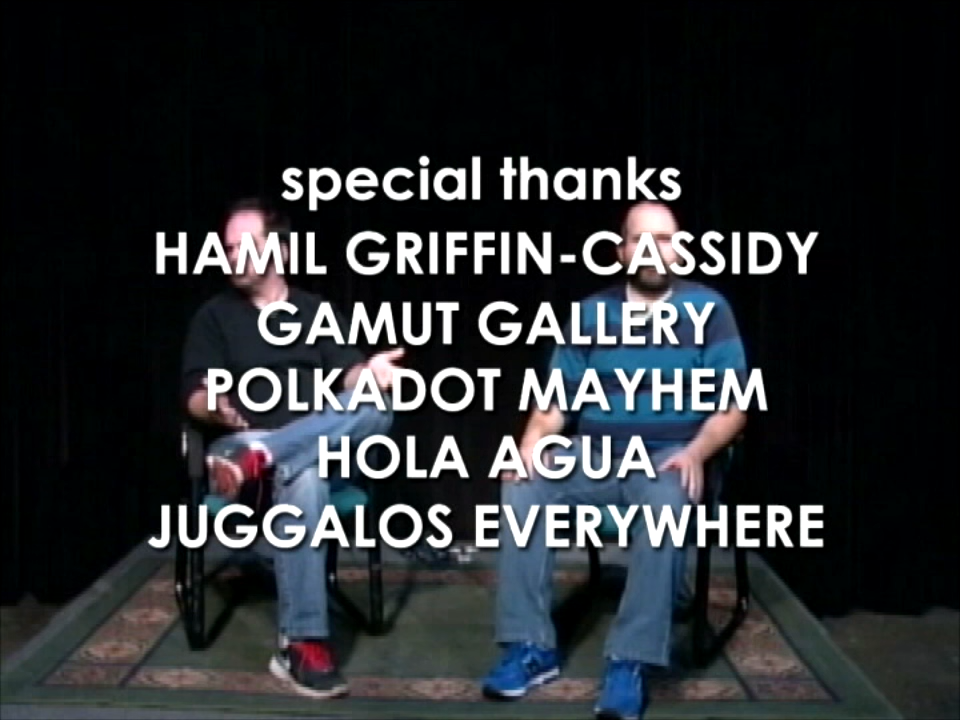 special thanks
HAMIL GRIFFIN-CASSIDY
GAMUT GALLERY
POLKADOT MAYHEM
HOLA AGUA
JUGGALOS EVERYWHERE